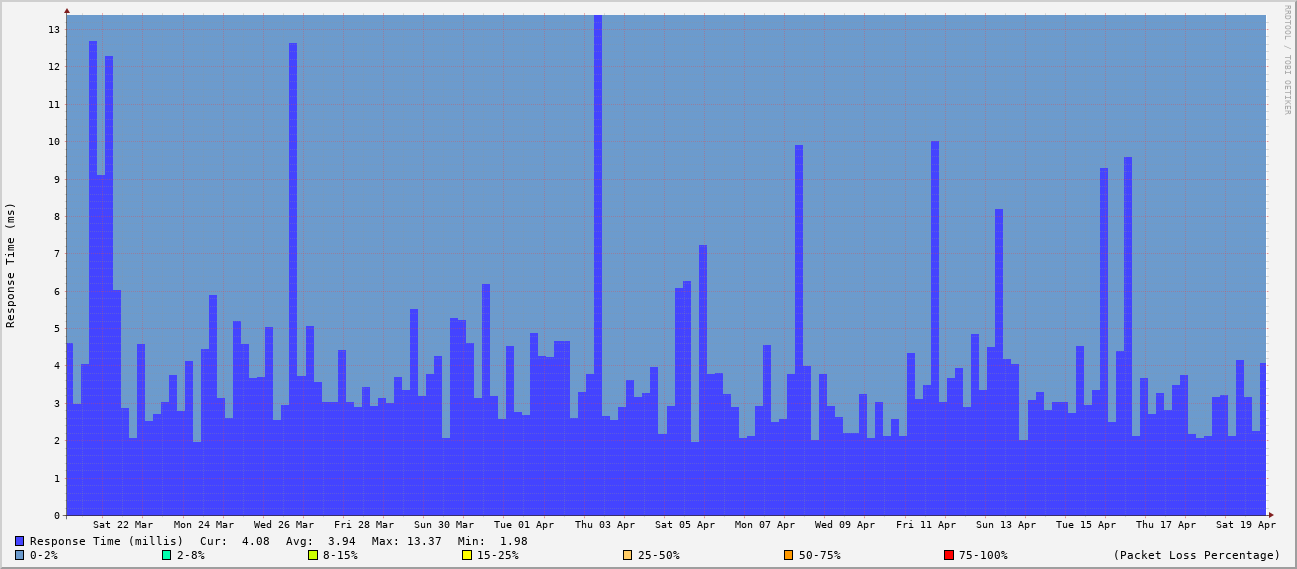 RRDTOOL / TOBI OETIKER
Response Time (ms)
13
12
11
10
9
8
7
6
5
4
3
2
1
0
Sat 22 Mar Mon 24 Mar Wed 26 Mar Fri 28 Mar Sun 30 Mar Tue 01 Apr Thu 03 Apr Sat 05 Apr Mon 07 Apr Wed 09 Apr Fri 11 Apr Sun 13 Apr Tue 15 Apr Thu 17 Apr Sat 19 Apr
Response Time (millis) Cur: 4.08 Avg: 3.94 Max: 13.37 Min: 1.98
0-2% 2-8% 8-15% 15-25% 25-50% 50-75% 75-100% (Packet Loss Percentage)